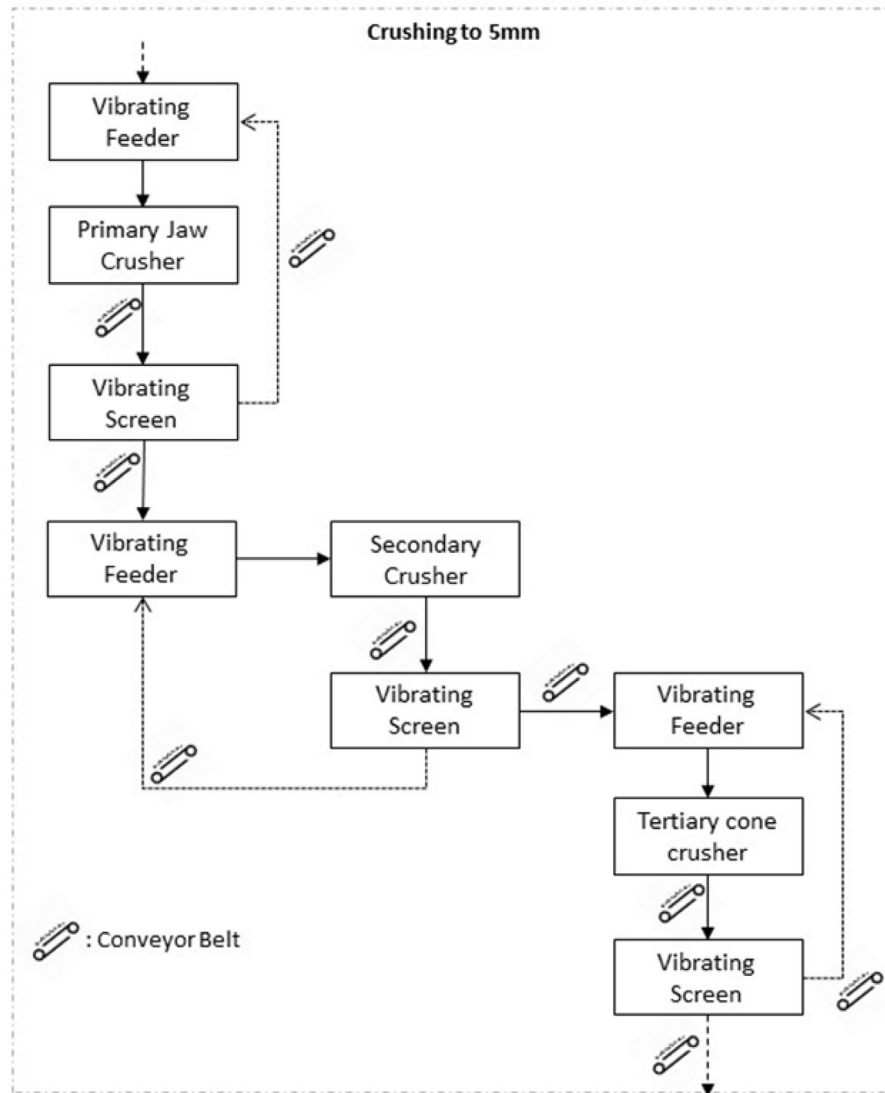 Crushing to 5mm
Vibrating
Feeder
Primary Jaw
Crusher
Vibrating
Screen
Vibrating
Feeder
Secondary
Crusher
Vibrating
Screen
Vibrating
Feeder
Tertiary cone
crusher
Vibrating
Screen
: Conveyor Belt